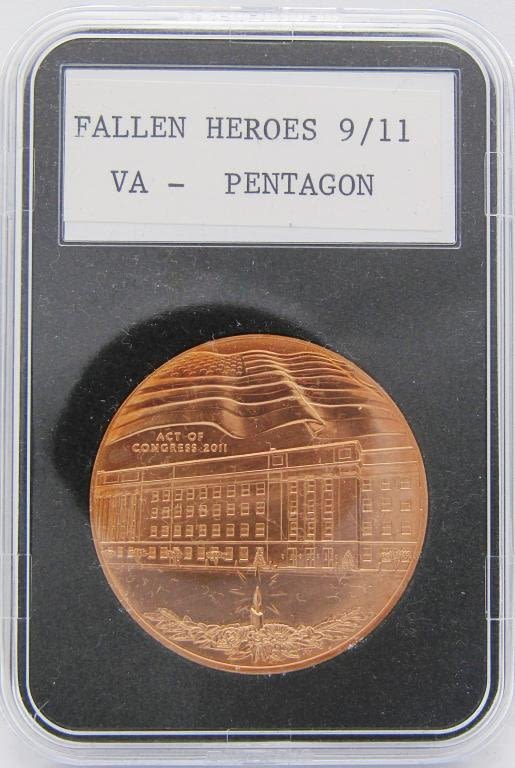 FALLEN HEROES 9/11
VA - PENTAGON
ACT OF
CONGRESS 2011